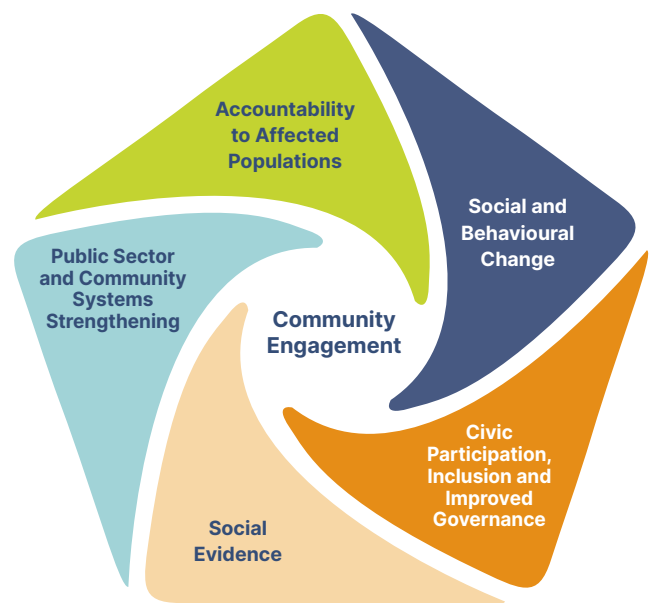 Accountability
to Affected
Populations
Social and
Behavioural
Change
Public Sector
and Community
Systems
Strengthening
Community
Engagement
Civic
Participation,
Inclusion and
Improved
Governance
Social
Evidence